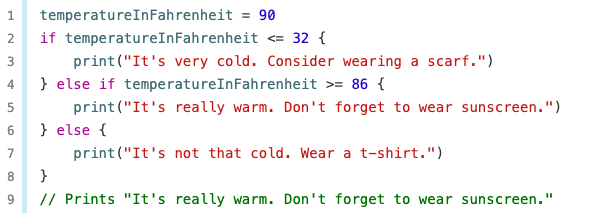 1 temperatureInFahrenheit = 90
2 if temperatureInFahrenheit <= 32 {
3     print("It's very cold. Consider wearing a scarf.")
4 } else if temperatureInFahrenheit >= 86 {
5     print("It's really warm. Don't forget to wear sunscreen.")
6 } else {
7     print("It's not that cold. Wear a t-shirt.")
8 }
9 // Prints "It's really warm. Don't forget to wear sunscreen."